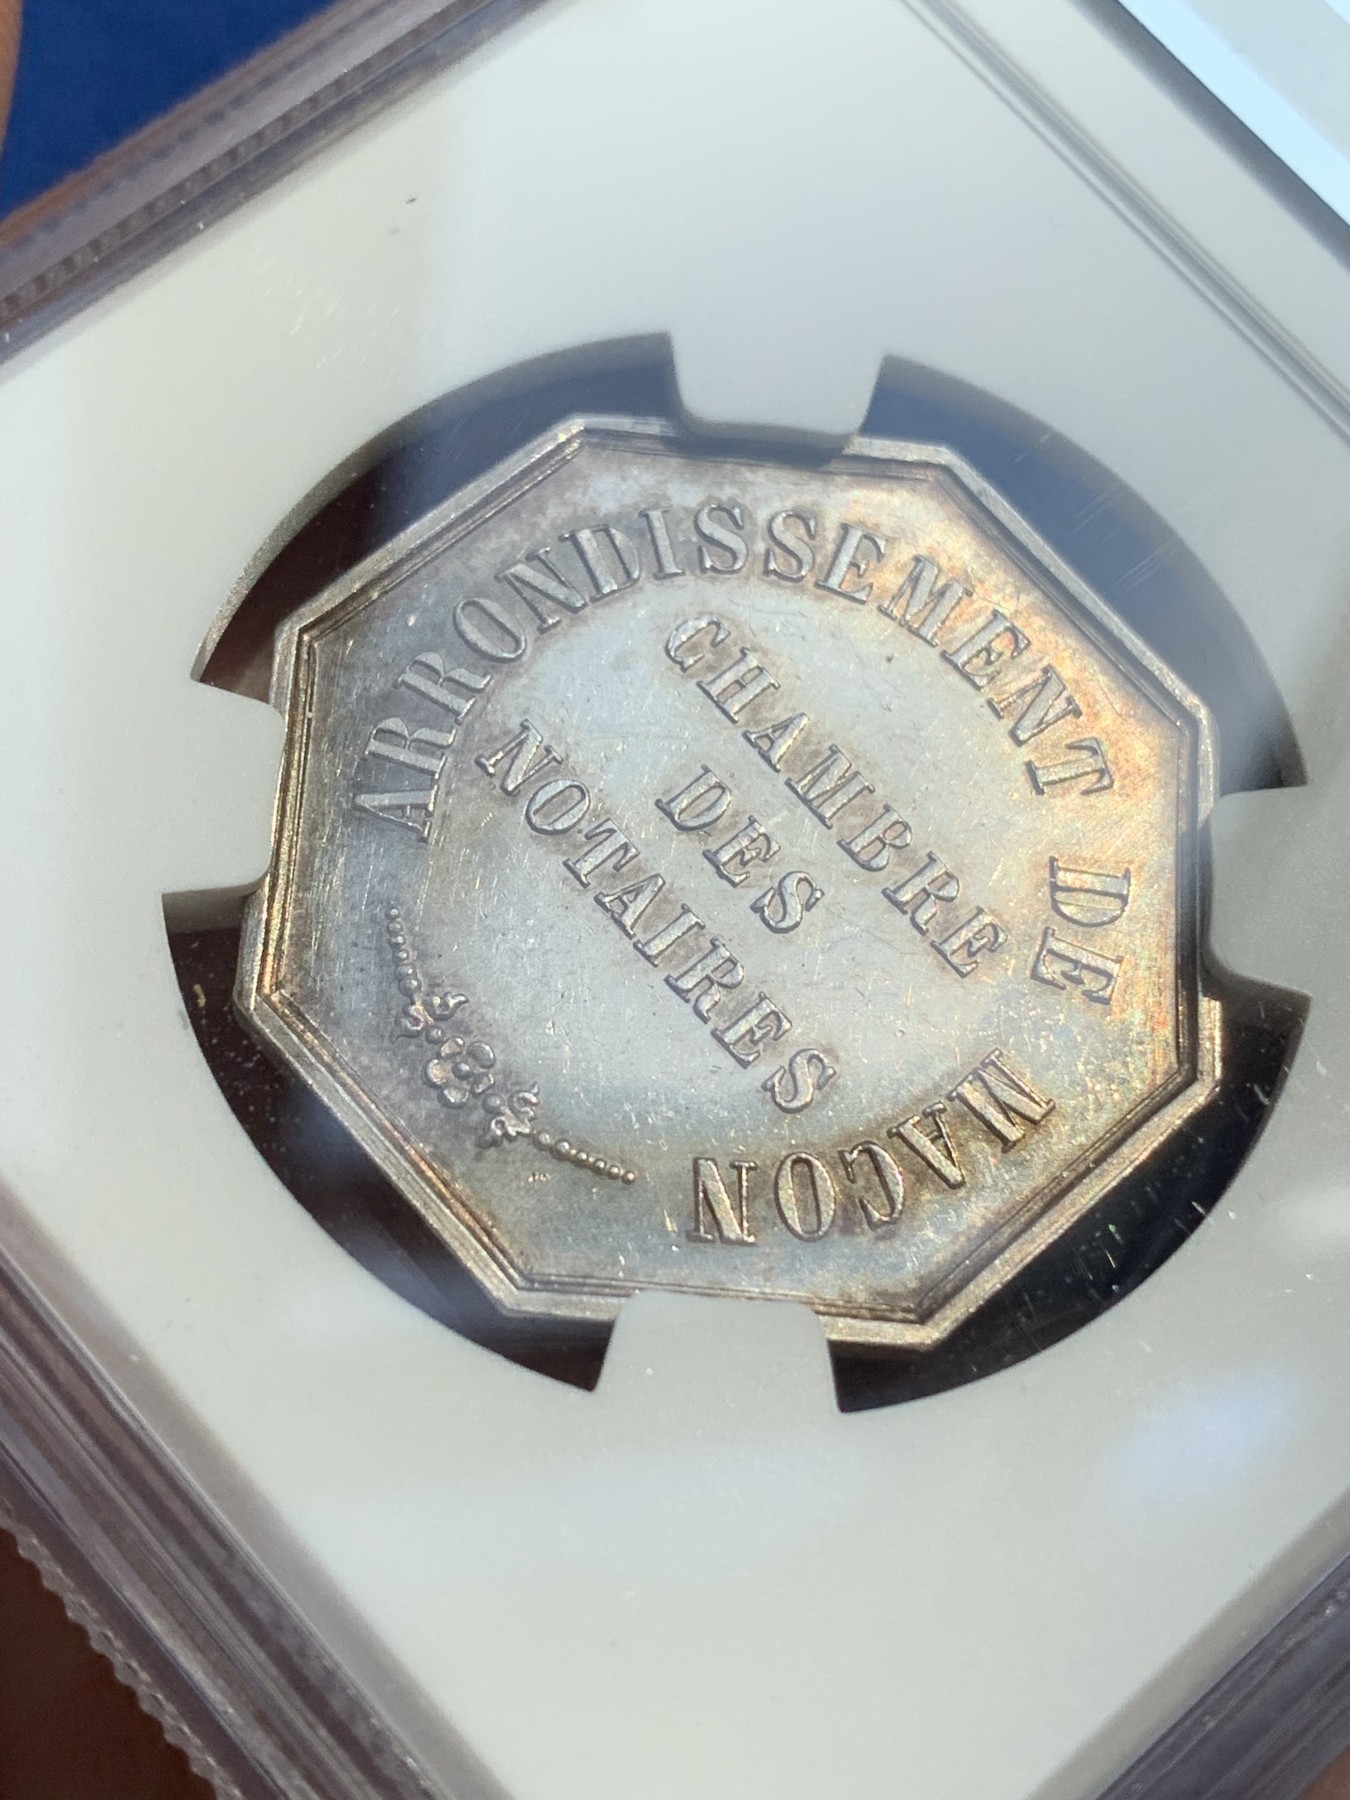 ARRONDISSEMENT DE MACON
CHAMBRE
DES
NOTAIRES